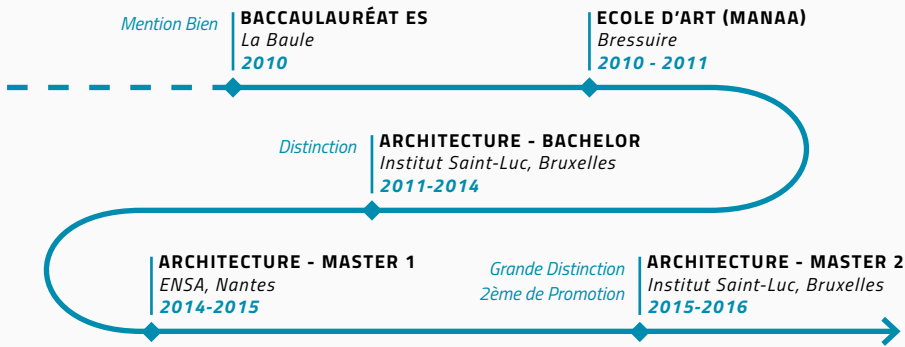 Mention Bien
BACCAULAURÉAT ES
La Baule
2010
ECOLE D'ART (MANAA)
Bressuire
2010 - 2011
Distinction
ARCHITECTURE - BACHELOR
Institut Saint-Luc, Bruxelles
2011-2014
ARCHITECTURE - MASTER 1
ENSA, Nantes
2014-2015
Grande Distinction
2ème de Promotion
ARCHITECTURE - MASTER 2
Institut Saint-Luc, Bruxelles
2015-2016